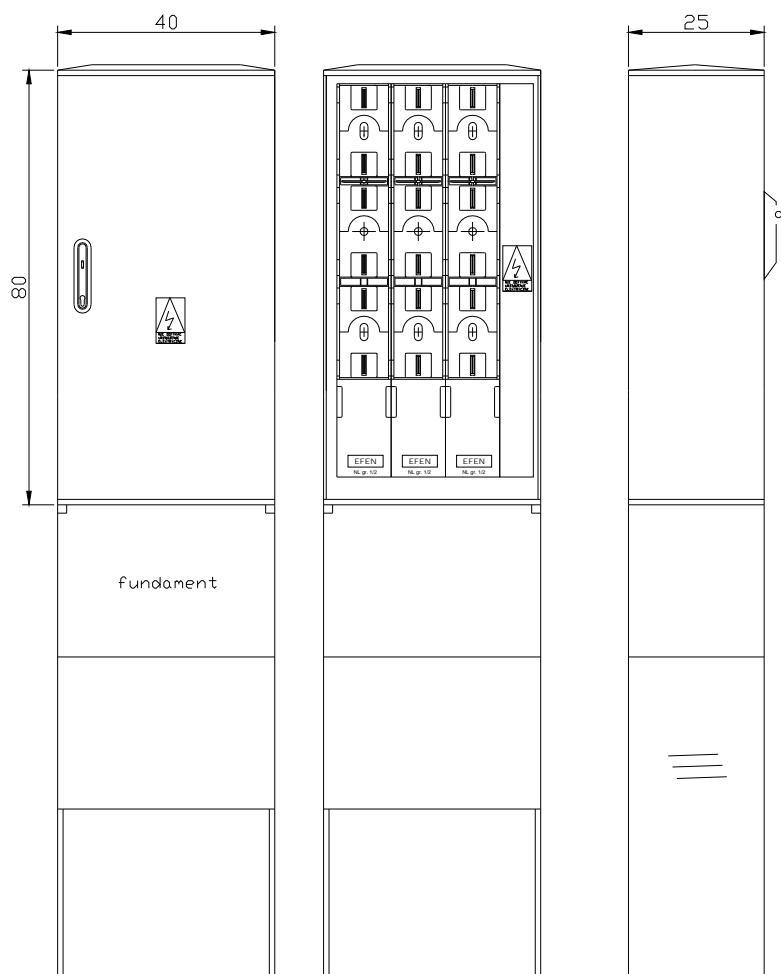 40
25
80
EFEN EFEN EFEN
NL gr. 1/2 NL gr. 1/2 NL gr. 1/2
fundament